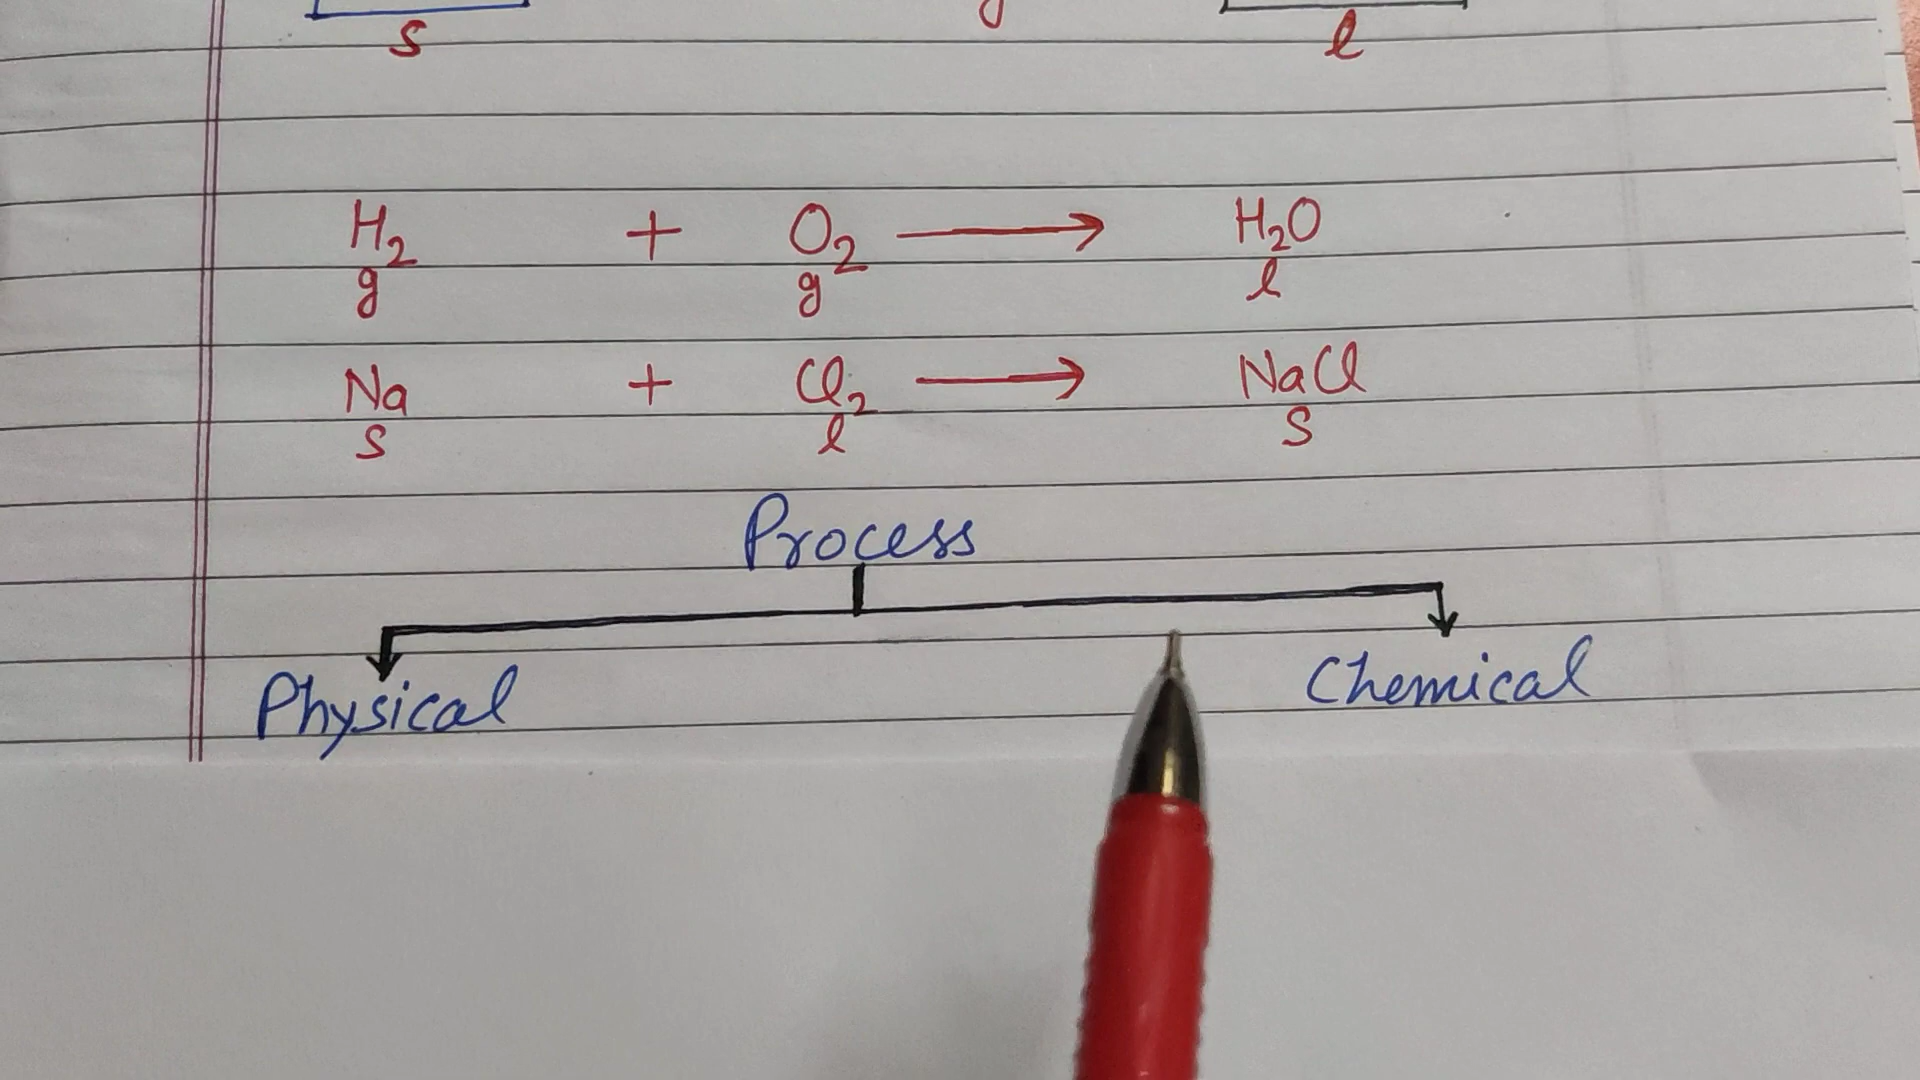 s g l
H₂ + O₂ ⟶ H₂O
g g l
Na + Cl₂ ⟶ NaCl
s l s
Process
Physical Chemical